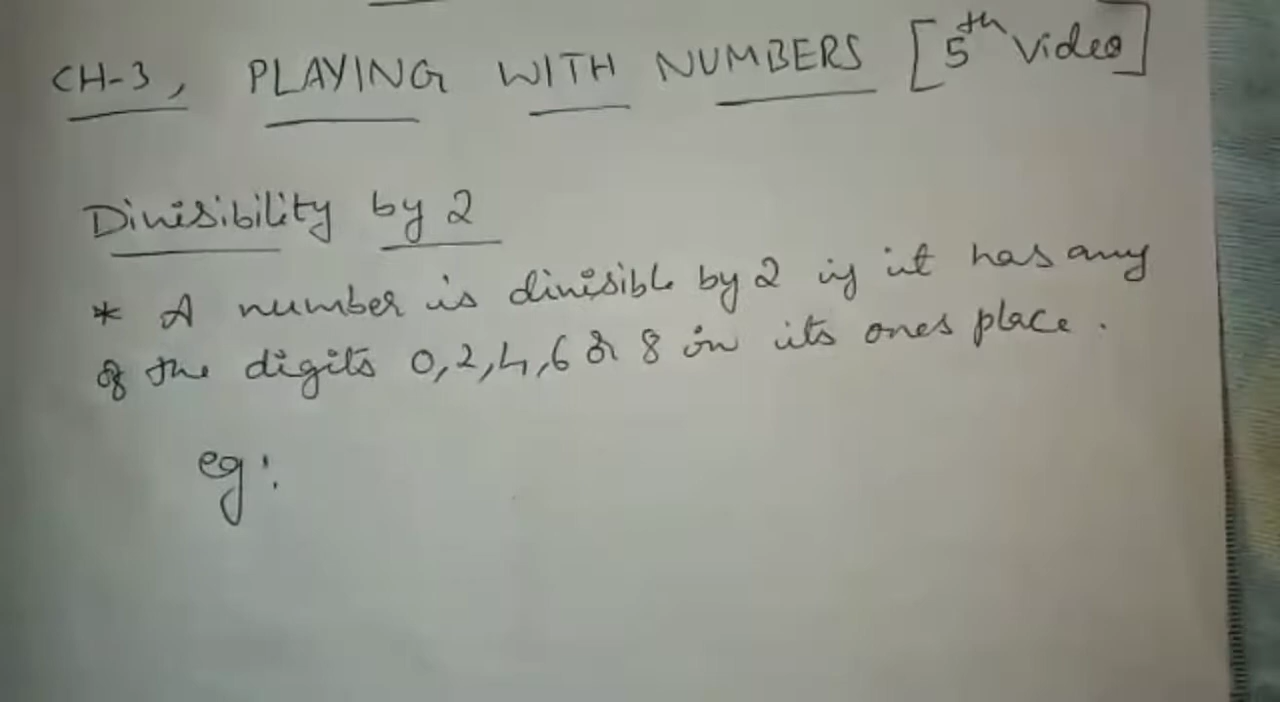 CH-3, PLAYING WITH NUMBERS [5th Video]
Divisibility by 2
* A number is divisible by 2 if it has any
of the digits 0, 2, 4, 6 or 8 in its ones place.
eg: